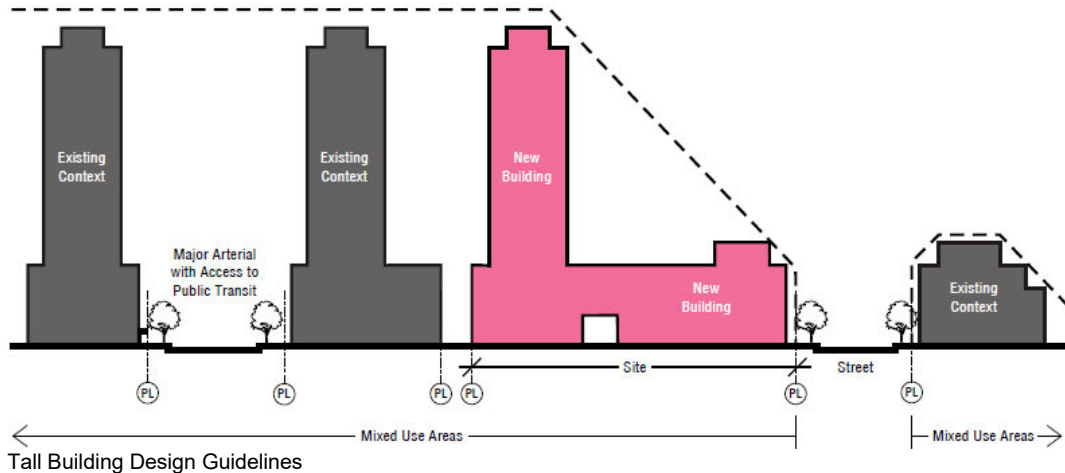 Existing
Context
Major Arterial
with Access to
Public Transit
Existing
Context
New
Building
New
Building
Existing
Context
Site
Street
PL
PL
PL
PL
PL
PL
Mixed Use Areas
Mixed Use Areas
Tall Building Design Guidelines